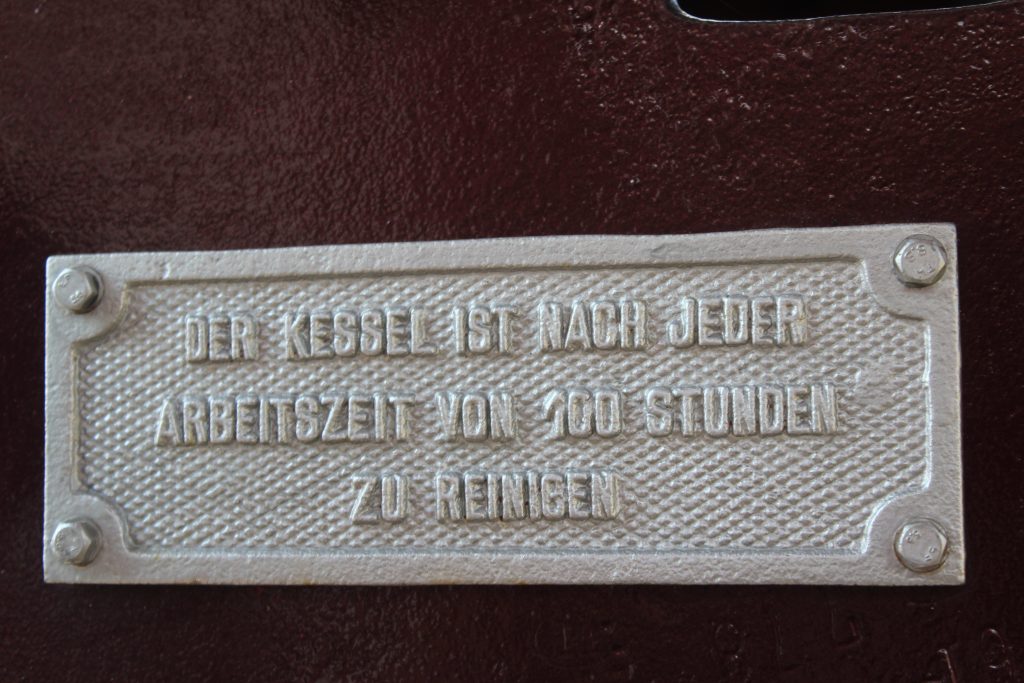 DER KESSEL IST NACH JEDER
ARBEITSZEIT VON 100 STUNDEN
ZU REINIGEN